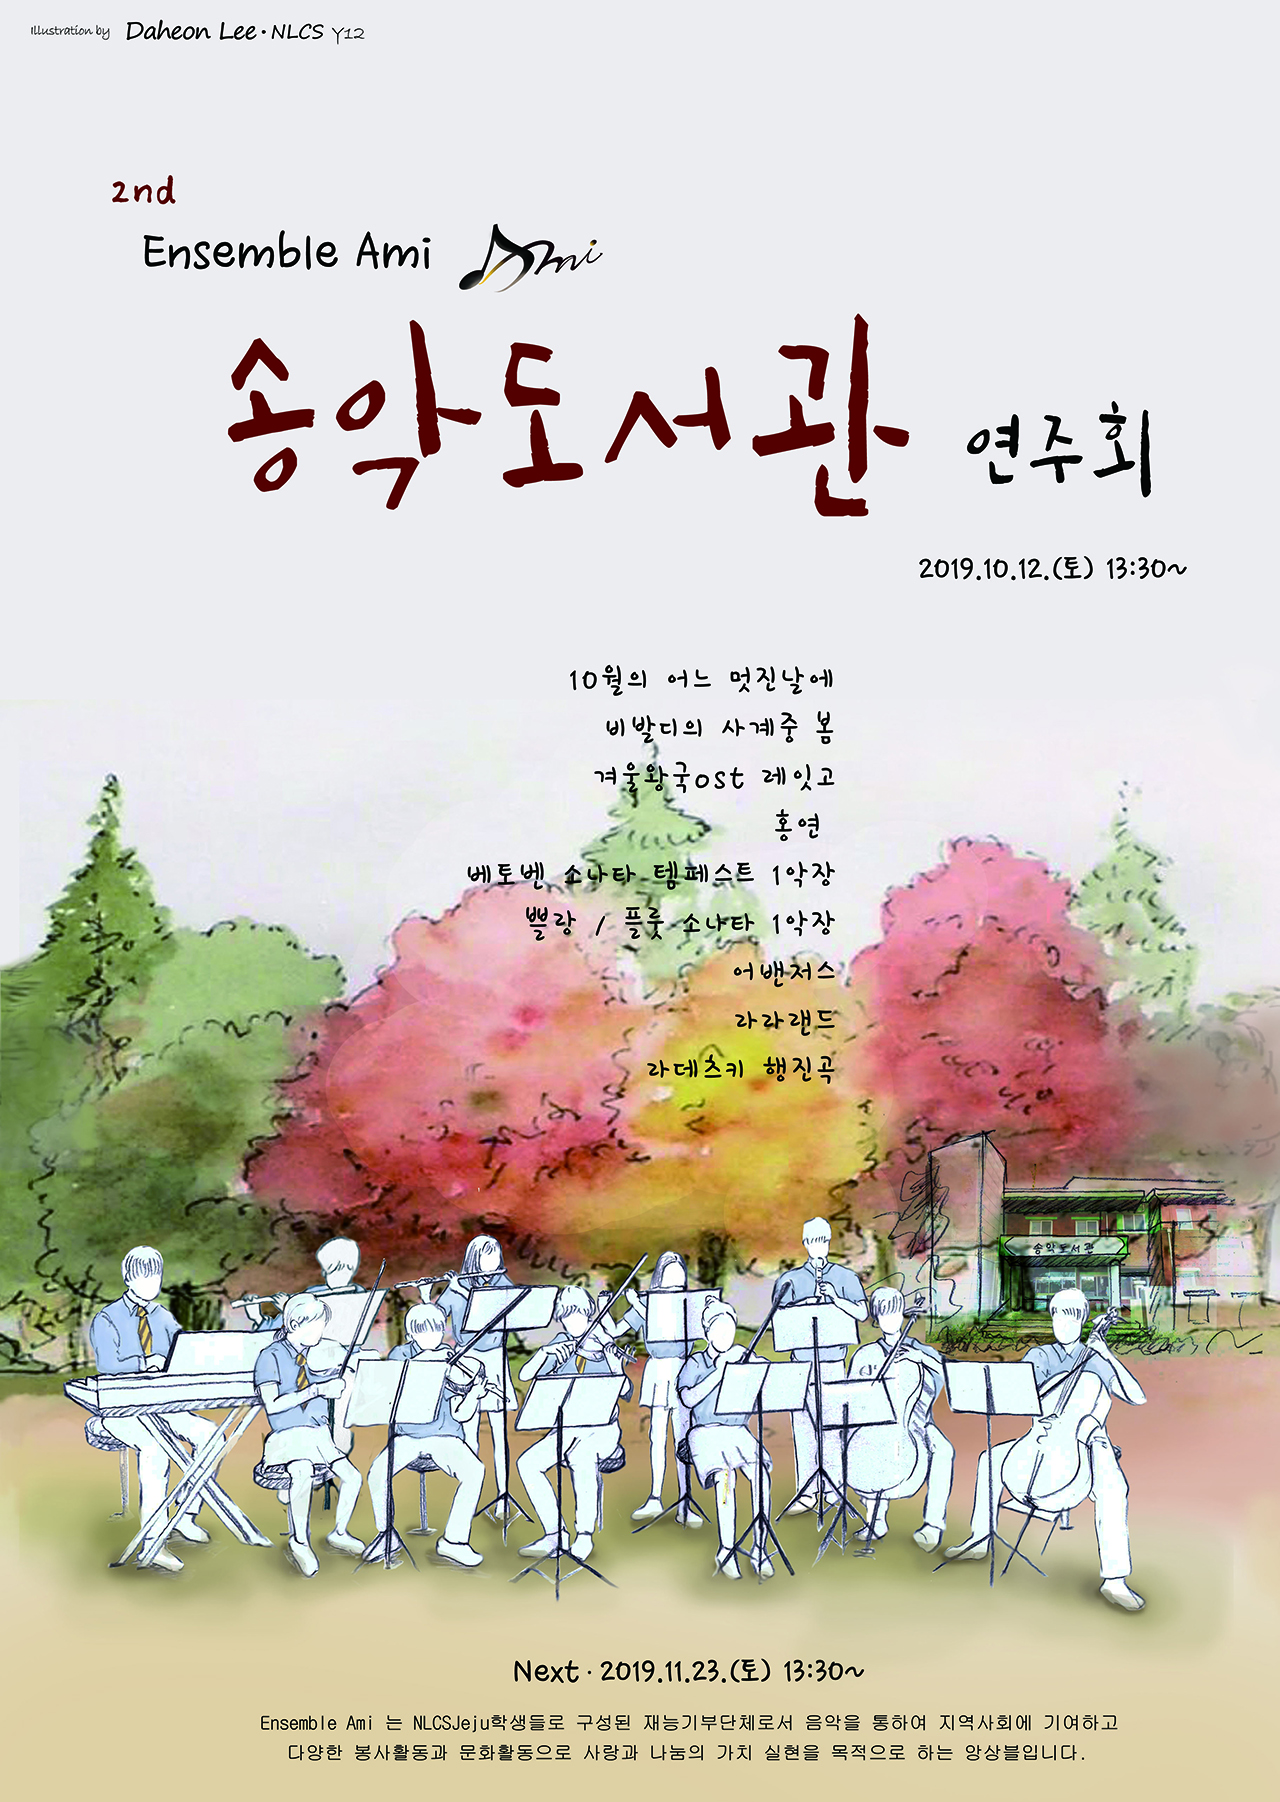 Illustration by Daheon Lee · NLCS Y12
2nd
Ensemble Ami Ami
송악도서관 연주회
2019.10.12.(토) 13:30~
10월의 어느 멋진날에
비발디의 사계중 봄
겨울왕국ost 레잇고
홍연
베토벤 소나타 템페스트 1악장
쁠랑 / 플룻 소나타 1악장
어밴저스
라라랜드
라데츠키 행진곡
송악도서관
Next · 2019.11.23.(토) 13:30~
Ensemble Ami 는 NLCSJeju학생들로 구성된 재능기부단체로서 음악을 통하여 지역사회에 기여하고
다양한 봉사활동과 문화활동으로 사랑과 나눔의 가치 실현을 목적으로 하는 앙상블입니다.